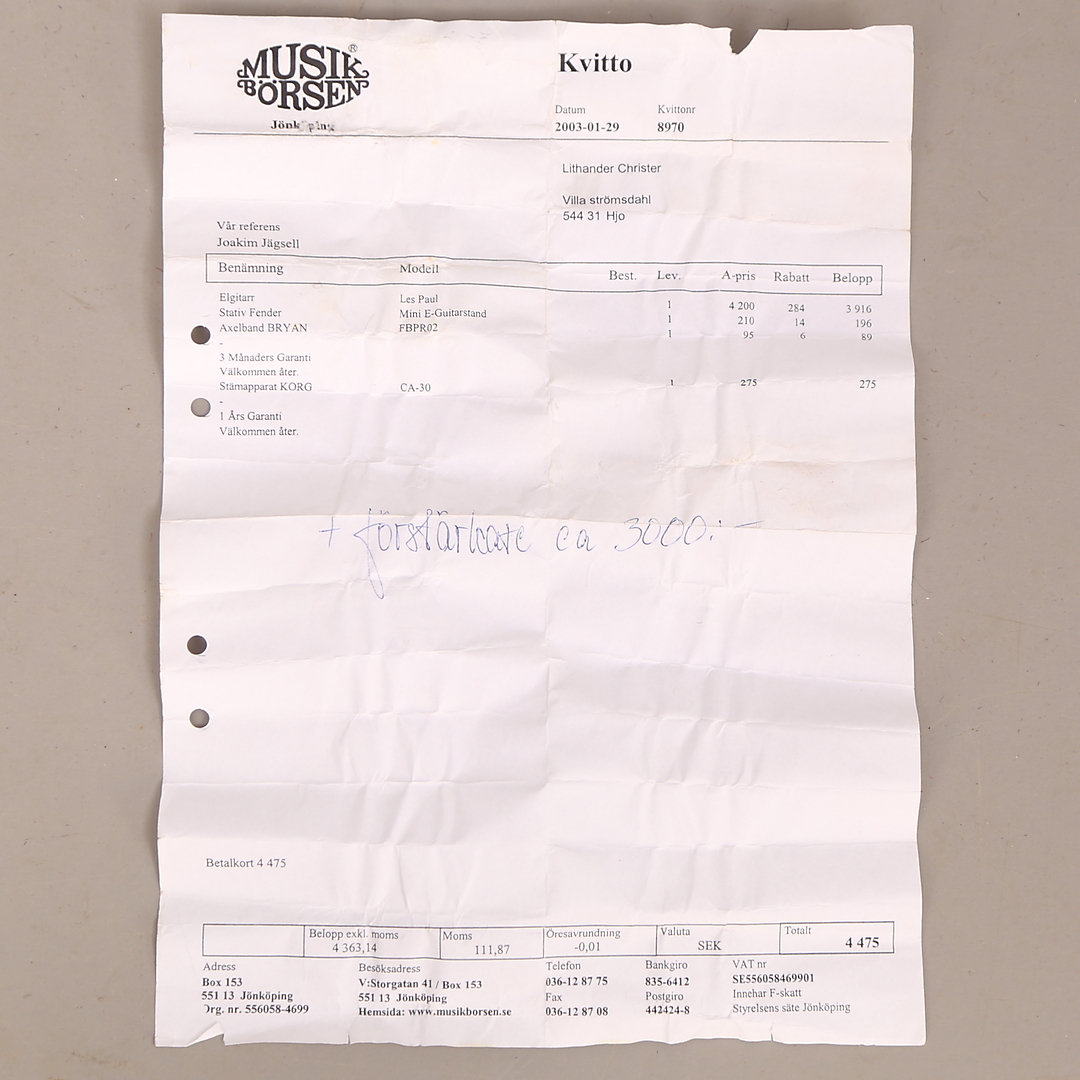 MUSIK ®
BÖRSEN
Kvitto
Datum Kvittonr
2003-01-29 8970
Lithander Christer
Villa strömsdahl
544 31 Hjo
Vår referens
Joakim Jägsell
Benämning Modell Best. Lev. A-pris Rabatt Belopp
Elgitarr Les Paul 1 4 200 284 3 916
Stativ Fender Mini E-Guitarstand 1 210 14 196
Axelband BRYAN FBPR02 1 95 6 89
-
3 Månaders Garanti
Välkommen åter.
Stämapparat KORG CA-30 1 275 275
-
1 Års Garanti
Välkommen åter.
+ förstärkare ca 3000:-
Betalkort 4 475
Belopp exkl. moms Moms Öresavrundning Valuta Totalt
4 363,14 111,87 -0,01 SEK 4 475
Adress Besöksadress Telefon Bankgiro VAT nr
Box 153 V:Storgatan 41 / Box 153 036-12 87 75 835-6412 SE556058469901
551 13 Jönköping 551 13 Jönköping Fax Postgiro Innehar F-skatt
Org. nr. 556058-4699 Hemsida: www.musikborsen.se 036-12 87 08 442424-8 Styrelsens säte Jönköping